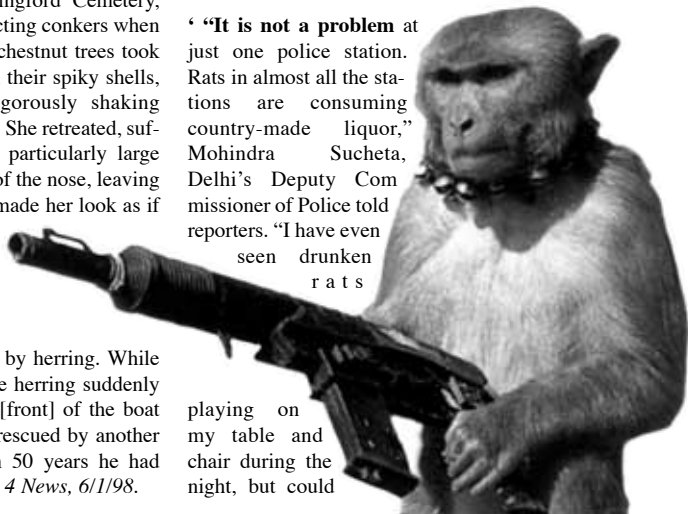 ingford Cemetery,
cting conkers when
chestnut trees took
their spiky shells,
gorously shaking
She retreated, suf-
particularly large
of the nose, leaving
made her look as if
by herring. While
e herring suddenly
[front] of the boat
rescued by another
50 years he had
4 News, 6/1/98.
‘ “It is not a problem at
just one police station.
Rats in almost all the sta-
tions are consuming
country-made liquor,”
Mohindra Sucheta,
Delhi’s Deputy Com
missioner of Police told
reporters. “I have even
seen drunken
rats
playing on
my table and
chair during the
night, but could